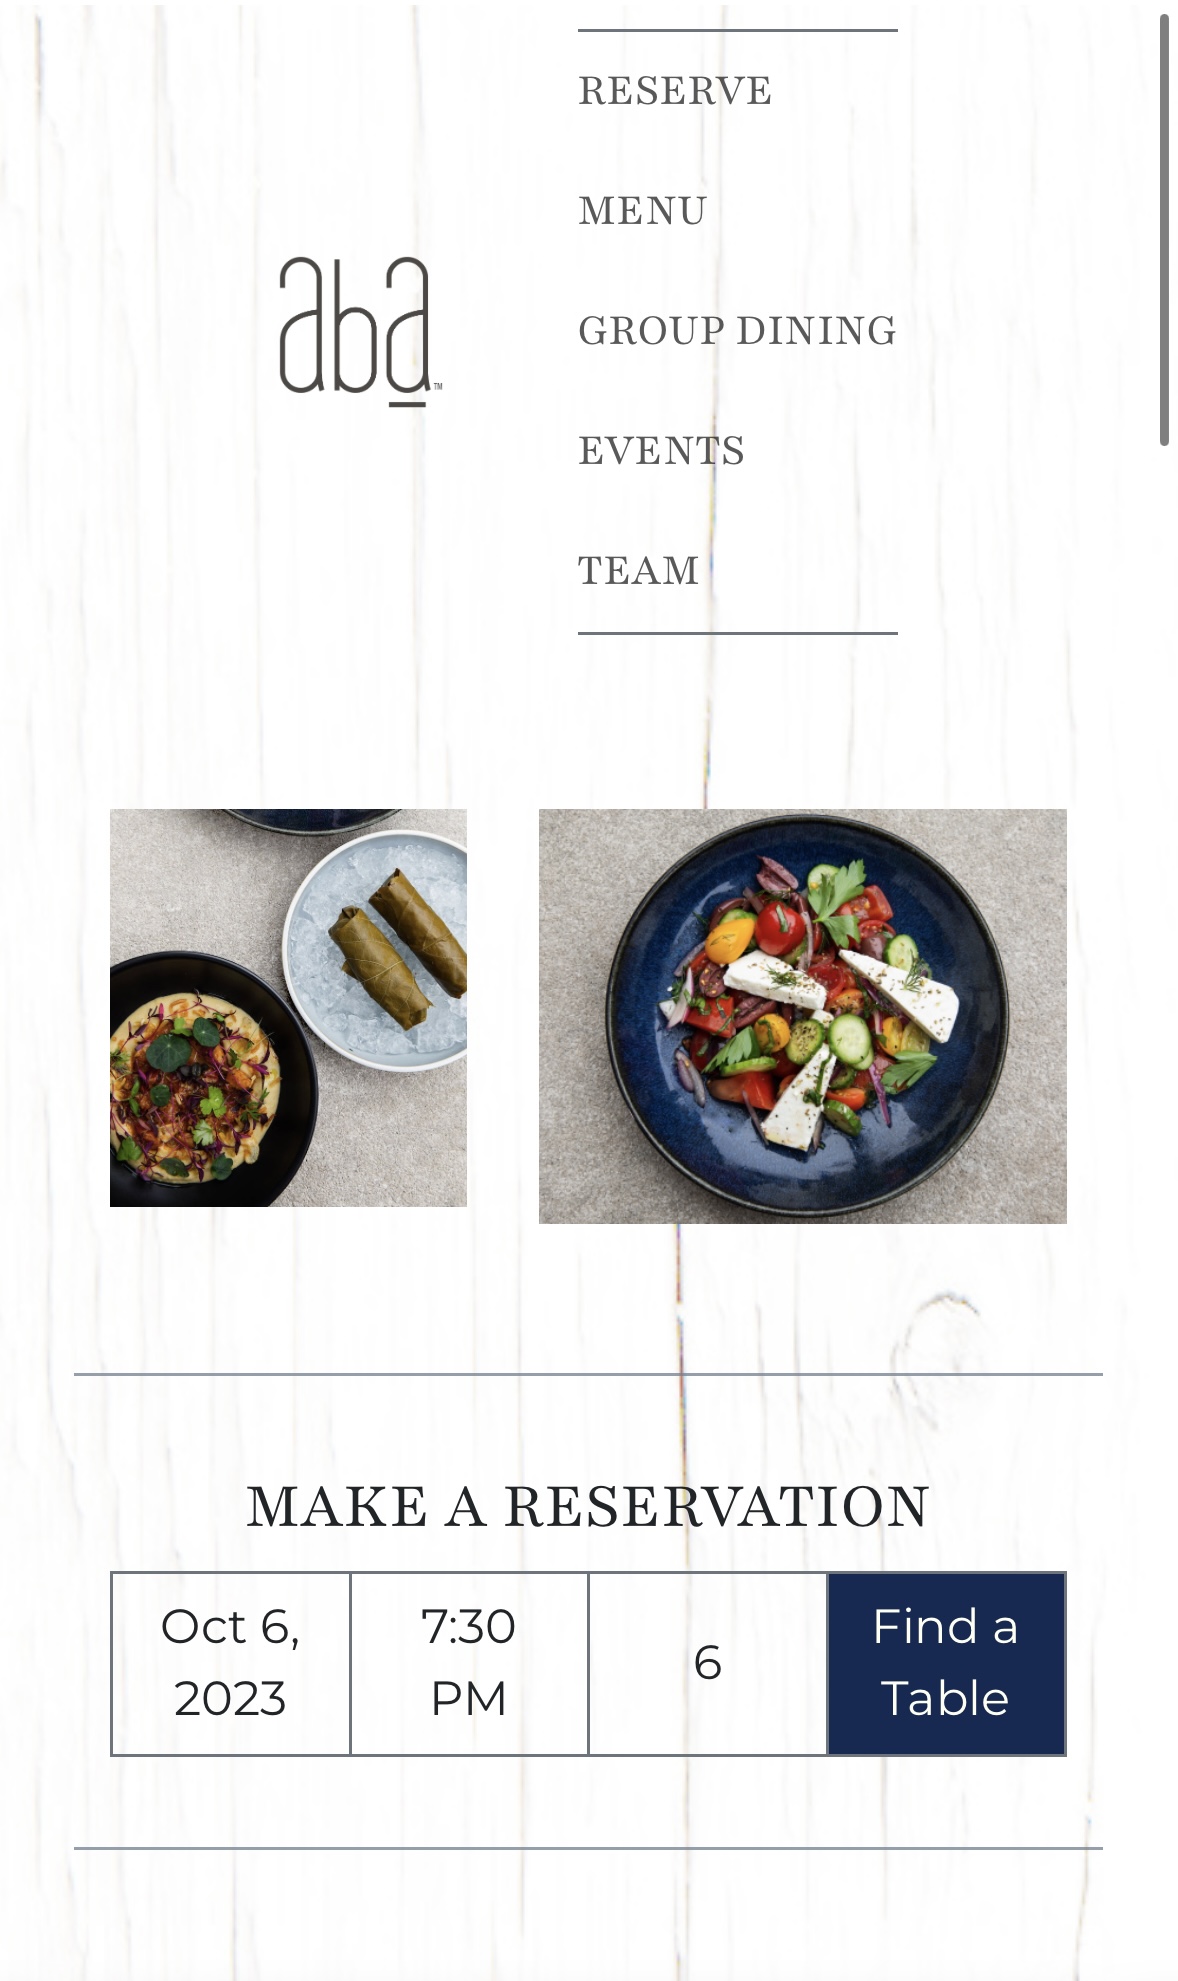 aba™
RESERVE
MENU
GROUP DINING
EVENTS
TEAM
MAKE A RESERVATION
Oct 6,
2023
7:30
PM
6
Find a
Table